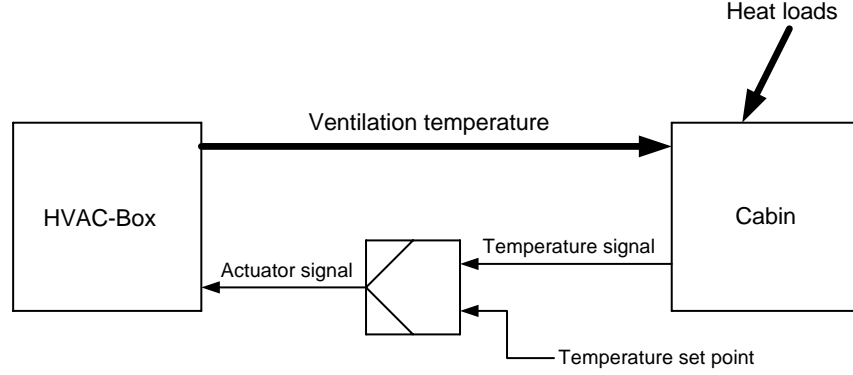 Heat loads
Ventilation temperature
HVAC-Box
Cabin
Temperature signal
Actuator signal
Temperature set point